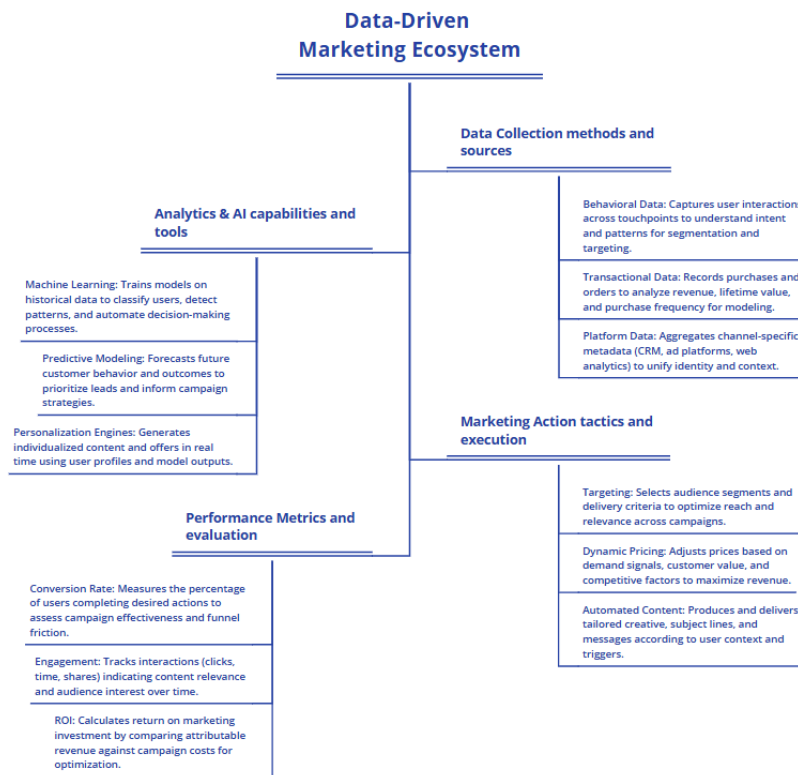 Data-Driven
Marketing Ecosystem
Data Collection methods and
sources
Behavioral Data: Captures user interactions
across touchpoints to understand intent
and patterns for segmentation and
targeting.
Transactional Data: Records purchases and
orders to analyze revenue, lifetime value,
and purchase frequency for modeling.
Platform Data: Aggregates channel-specific
metadata (CRM, ad platforms, web
analytics) to unify identity and context.
Analytics & AI capabilities and
tools
Machine Learning: Trains models on
historical data to classify users, detect
patterns, and automate decision-making
processes.
Predictive Modeling: Forecasts future
customer behavior and outcomes to
prioritize leads and inform campaign
strategies.
Personalization Engines: Generates
individualized content and offers in real
time using user profiles and model outputs.
Marketing Action tactics and
execution
Targeting: Selects audience segments and
delivery criteria to optimize reach and
relevance across campaigns.
Dynamic Pricing: Adjusts prices based on
demand signals, customer value, and
competitive factors to maximize revenue.
Automated Content: Produces and delivers
tailored creative, subject lines, and
messages according to user context and
triggers.
Performance Metrics and
evaluation
Conversion Rate: Measures the percentage
of users completing desired actions to
assess campaign effectiveness and funnel
friction.
Engagement: Tracks interactions (clicks,
time, shares) indicating content relevance
and audience interest over time.
ROI: Calculates return on marketing
investment by comparing attributable
revenue against campaign costs for
optimization.